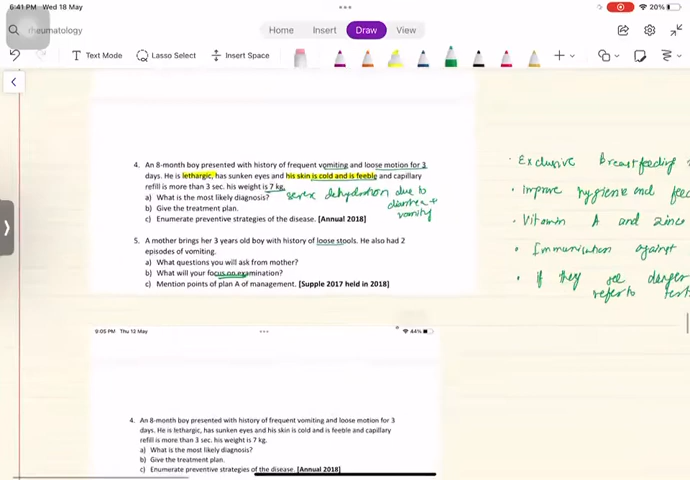 6:41 PM Wed 18 May
20%
rheumatology
Home Insert Draw View
Text Mode Lasso Select Insert Space
4. An 8-month boy presented with history of frequent vomiting and loose motion for 3
days. He is lethargic, has sunken eyes and his skin is cold and is feeble and capillary
refill is more than 3 sec. his weight is 7 kg.
a) What is the most likely diagnosis?
severe dehydration due to
diarrhea +
vomity
b) Give the treatment plan.
c) Enumerate preventive strategies of the disease. [Annual 2018]
5. A mother brings her 3 years old boy with history of loose stools. He also had 2
episodes of vomiting.
a) What questions you will ask from mother?
b) What will your focus on examination?
c) Mention points of plan A of management. [Supple 2017 held in 2018]
• Exclusive Breastfeeding
• Improve hygiene and
• Vitamin A and zinc
• Immunisation against
• if they see danger
refer to
9:05 PM Thu 12 May
44%
4. An 8-month boy presented with history of frequent vomiting and loose motion for 3
days. He is lethargic, has sunken eyes and his skin is cold and is feeble and capillary
refill is more than 3 sec. his weight is 7 kg.
a) What is the most likely diagnosis?
b) Give the treatment plan.
c) Enumerate preventive strategies of the disease. [Annual 2018]